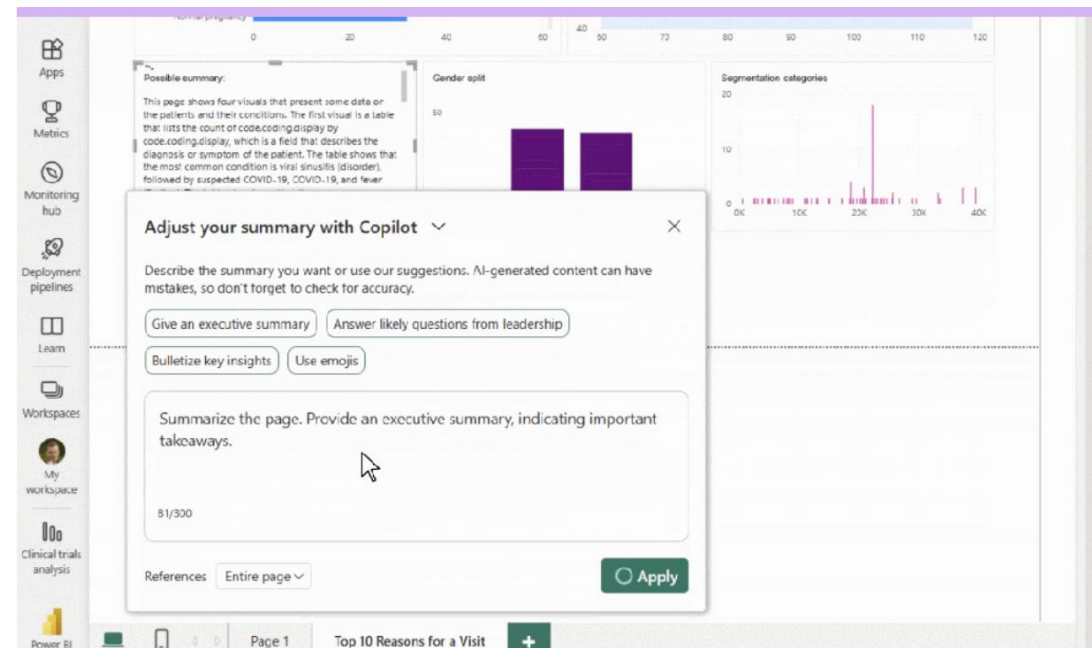 Apps
Metrics
Monitoring
hub
Deployment
pipelines
Learn
Workspaces
My
workspace
Clinical trials
analysis
Power BI
Normal pregnancy
0 20 40 60
40
50 70 80 90 100 110 120
Possible summary:
This page shows four visuals that present some data on
the patients and their conditions. The first visual is a table
that lists the count of code.coding.display by
code.coding.display, which is a field that describes the
diagnosis or symptom of the patient. The table shows that
the most common condition is viral sinusitis (disorder),
followed by suspected COVID-19, COVID-19, and fever
Gender split
50
Segmentation categories
20
10
0
0K 10K 20K 30K 40K
Adjust your summary with Copilot
Describe the summary you want or use our suggestions. AI-generated content can have
mistakes, so don't forget to check for accuracy.
Give an executive summary Answer likely questions from leadership
Bulletize key insights Use emojis
Summarize the page. Provide an executive summary, indicating important
takeaways.
81/300
References Entire page
Apply
Page 1 Top 10 Reasons for a Visit +